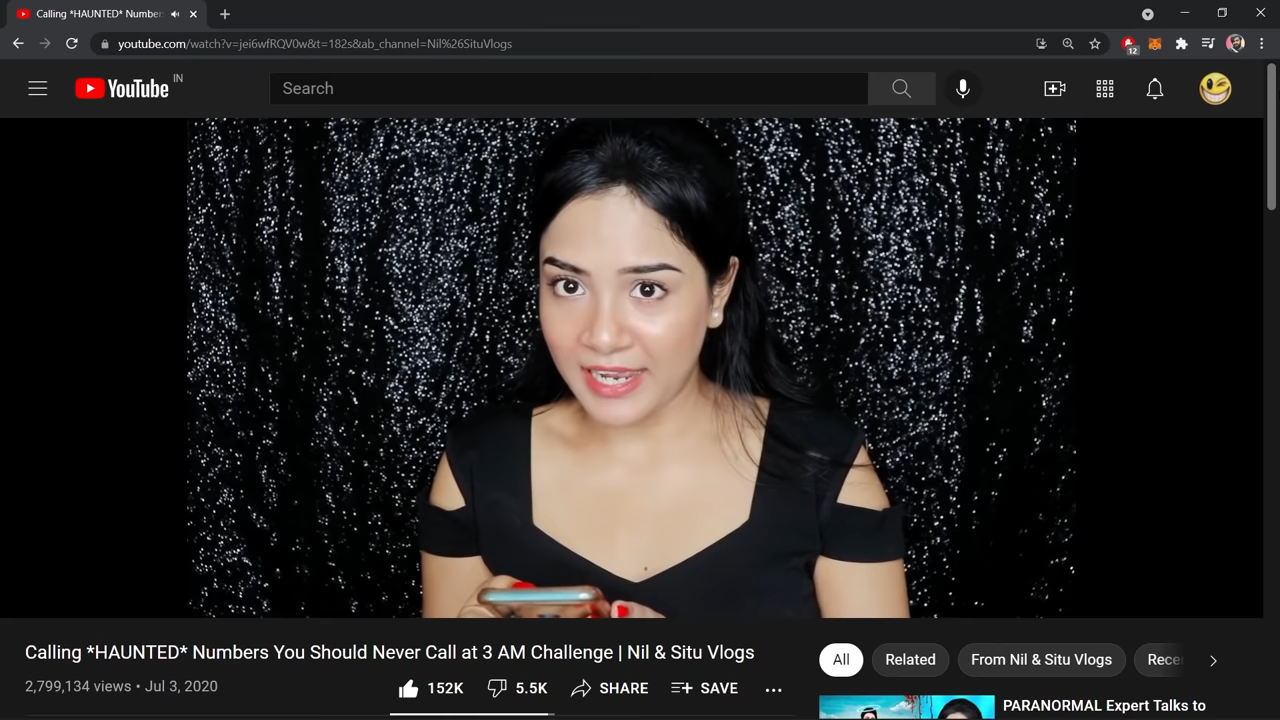 Calling *HAUNTED* Number
youtube.com/watch?v=jei6wfRQV0w&t=182s&ab_channel=Nil%26SituVlogs
12
YouTube IN
Search
Calling *HAUNTED* Numbers You Should Never Call at 3 AM Challenge | Nil & Situ Vlogs
2,799,134 views • Jul 3, 2020
152K 5.5K SHARE SAVE
All Related From Nil & Situ Vlogs Rece
PARANORMAL Expert Talks to